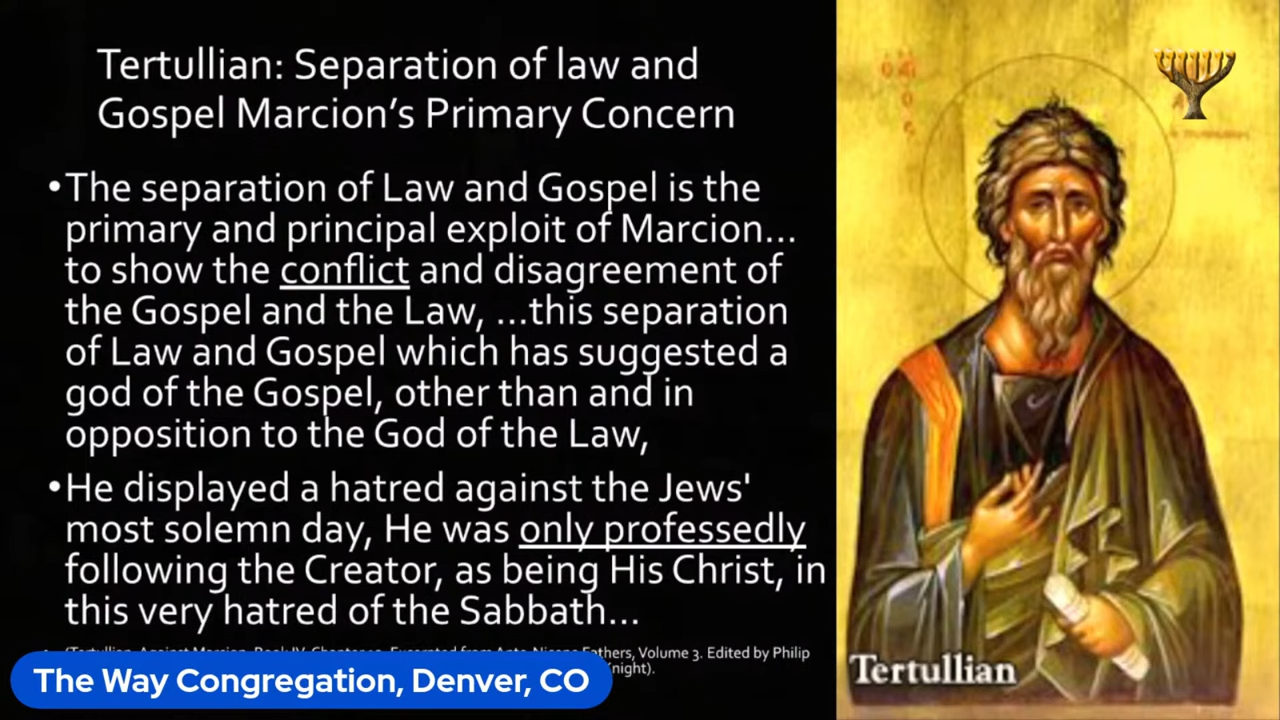 Tertullian: Separation of law and
Gospel Marcion’s Primary Concern
•The separation of Law and Gospel is the
primary and principal exploit of Marcion...
to show the conflict and disagreement of
the Gospel and the Law, ...this separation
of Law and Gospel which has suggested a
god of the Gospel, other than and in
opposition to the God of the Law,
•He displayed a hatred against the Jews'
most solemn day, He was only professedly
following the Creator, as being His Christ, in
this very hatred of the Sabbath...
Fathers, Volume 3. Edited by Philip
The Way Congregation, Denver, CO
Tertullian